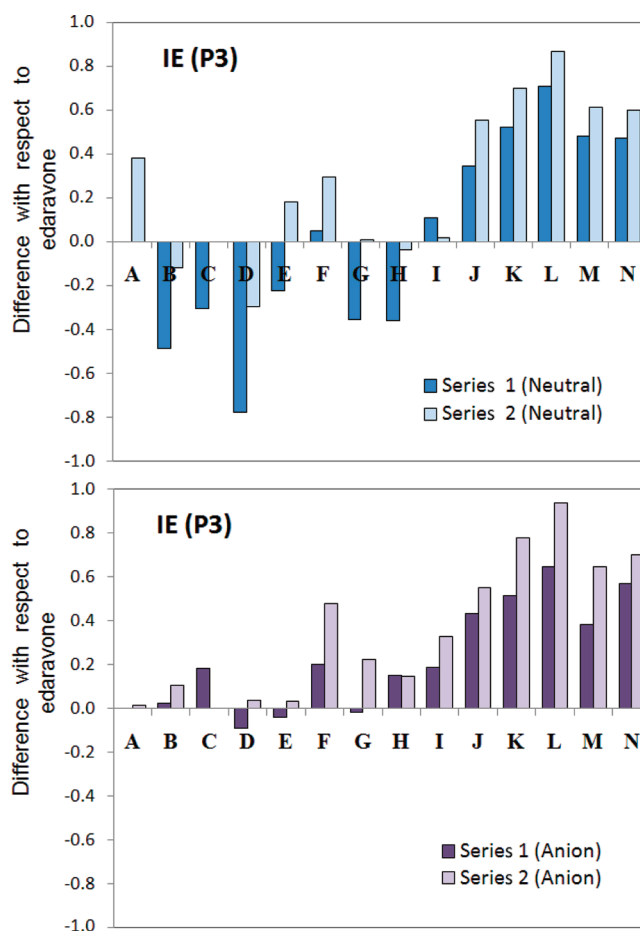 1.0
IE (P3)
0.8
0.6
0.4
0.2
0.0
A B C D E F G H I J K L M N
-0.2
-0.4
-0.6
Series 1 (Neutral)
-0.8
Series 2 (Neutral)
-1.0
Difference with respect to
edaravone
1.0
IE (P3)
0.8
0.6
0.4
0.2
0.0
A B C D E F G H I J K L M N
-0.2
-0.4
-0.6
Series 1 (Anion)
-0.8
Series 2 (Anion)
-1.0
Difference with respect to
edaravone